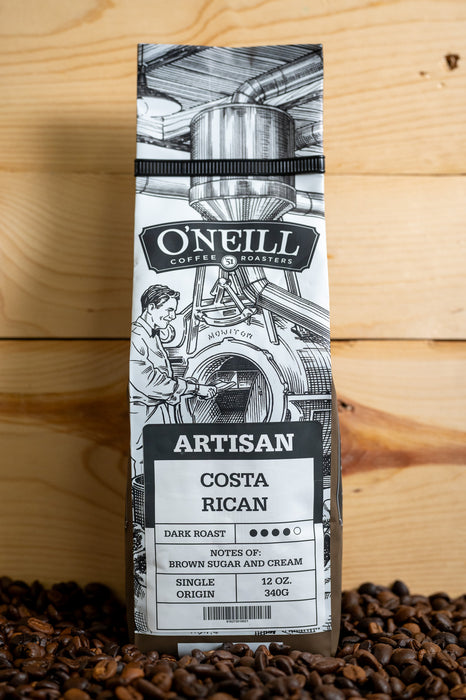 O'NEILL
COFFEE 51 ROASTERS
MONITOR
ARTISAN
COSTA
RICAN
DARK ROAST
NOTES OF:
BROWN SUGAR AND CREAM
SINGLE
ORIGIN
12 OZ.
340G